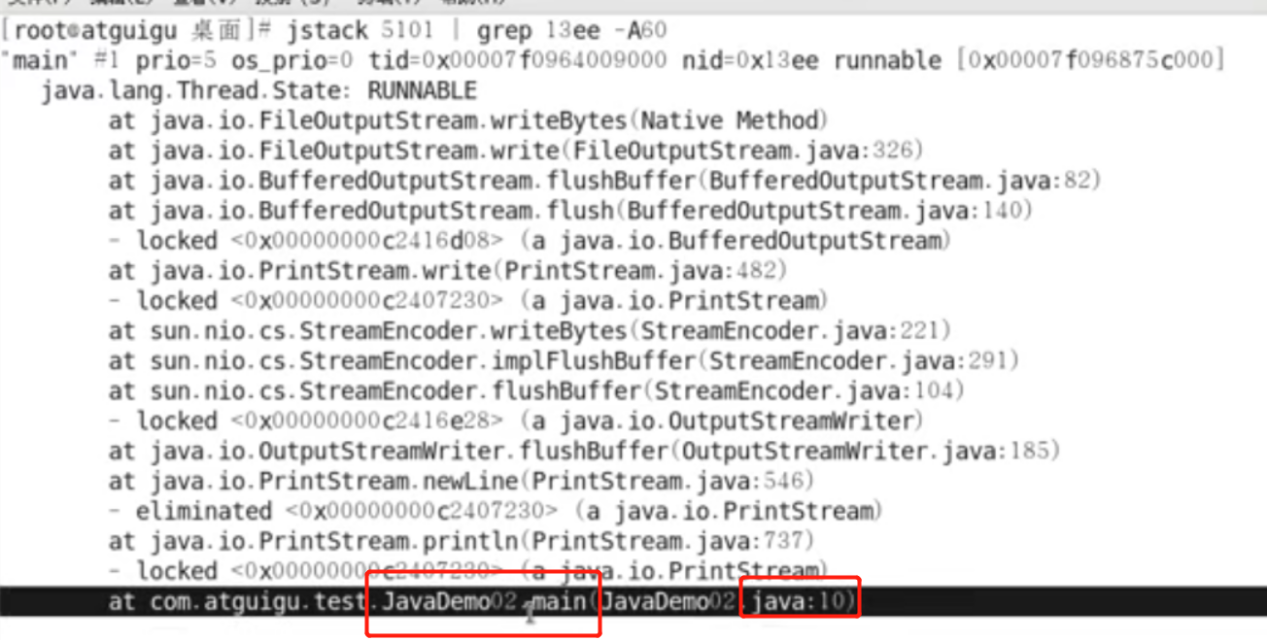 [root@atguigu 桌面]# jstack 5101 | grep 13ee -A60
"main" #1 prio=5 os_prio=0 tid=0x00007f0964009000 nid=0x13ee runnable [0x00007f096875c000]
java.lang.Thread.State: RUNNABLE
at java.io.FileOutputStream.writeBytes(Native Method)
at java.io.FileOutputStream.write(FileOutputStream.java:326)
at java.io.BufferedOutputStream.flushBuffer(BufferedOutputStream.java:82)
at java.io.BufferedOutputStream.flush(BufferedOutputStream.java:140)
- locked <0x00000000c2416d08> (a java.io.BufferedOutputStream)
at java.io.PrintStream.write(PrintStream.java:482)
- locked <0x00000000c2407230> (a java.io.PrintStream)
at sun.nio.cs.StreamEncoder.writeBytes(StreamEncoder.java:221)
at sun.nio.cs.StreamEncoder.implFlushBuffer(StreamEncoder.java:291)
at sun.nio.cs.StreamEncoder.flushBuffer(StreamEncoder.java:104)
- locked <0x00000000c2416e28> (a java.io.OutputStreamWriter)
at java.io.OutputStreamWriter.flushBuffer(OutputStreamWriter.java:185)
at java.io.PrintStream.newLine(PrintStream.java:546)
- eliminated <0x00000000c2407230> (a java.io.PrintStream)
at java.io.PrintStream.println(PrintStream.java:737)
- locked <0x00000000c2407230> (a java.io.PrintStream)
at com.atguigu.test.JavaDemo02.main(JavaDemo02.java:10)